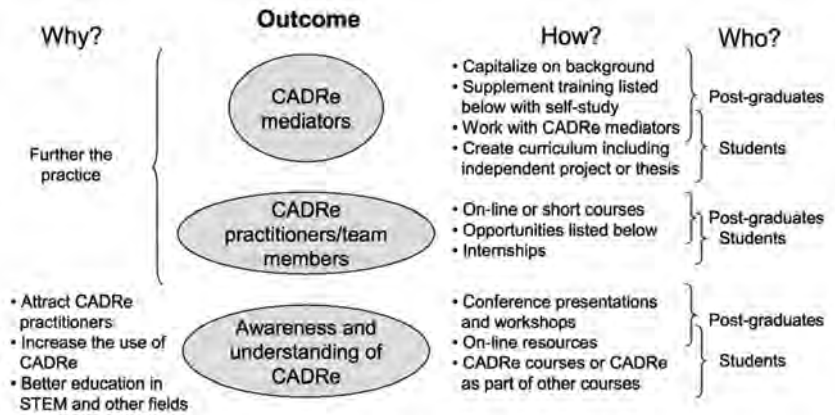 Why?
Outcome
How?
Who?
CADRe
mediators
• Capitalize on background
• Supplement training listed
below with self-study
• Work with CADRe mediators
• Create curriculum including
independent project or thesis
Post-graduates
Students
Further the
practice
CADRe
practitioners/team
members
• On-line or short courses
• Opportunities listed below
• Internships
Post-graduates
Students
• Attract CADRe
practitioners
• Increase the use of
CADRe
• Better education in
STEM and other fields
Awareness and
understanding of
CADRe
• Conference presentations
and workshops
• On-line resources
• CADRe courses or CADRe
as part of other courses
Post-graduates
Students